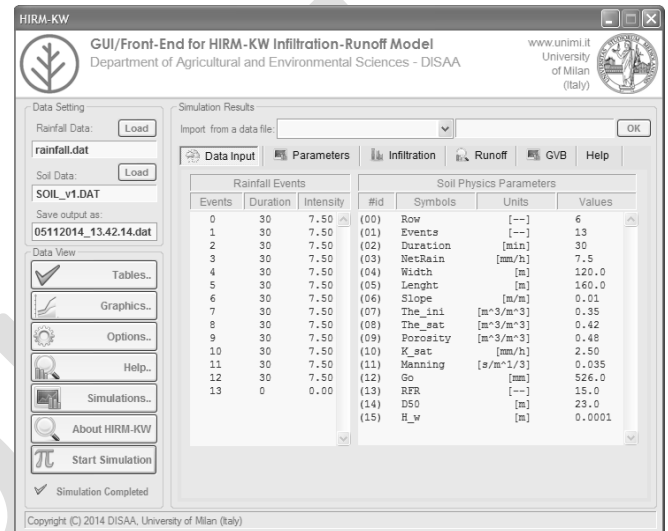 HIRM-KW
GUI/Front-End for HIRM-KW Infiltration-Runoff Model
Department of Agricultural and Environmental Sciences - DISAA
www.unimi.it
University
of Milan
(Italy)
Data Setting
Rainfall Data: Load
rainfall.dat
Soil Data: Load
SOIL_v1.DAT
Save output as:
05112014_13.42.14.dat
Data View
Tables..
Graphics..
Options..
Help..
Simulations..
About HIRM-KW
Start Simulation
Simulation Completed
Simulation Results
Import from a data file: OK
Data Input Parameters Infiltration Runoff GVB Help
Rainfall Events
Events Duration Intensity
0 30 7.50
1 30 7.50
2 30 7.50
3 30 7.50
4 30 7.50
5 30 7.50
6 30 7.50
7 30 7.50
8 30 7.50
9 30 7.50
10 30 7.50
11 30 7.50
12 30 7.50
13 0 0.00
Soil Physics Parameters
#id Symbols Units Values
(00) Row [--] 6
(01) Events [--] 13
(02) Duration [min] 30
(03) NetRain [mm/h] 7.5
(04) Width [m] 120.0
(05) Lenght [m] 160.0
(06) Slope [m/m] 0.01
(07) The_ini [m^3/m^3] 0.35
(08) The_sat [m^3/m^3] 0.42
(09) Porosity [m^3/m^3] 0.48
(10) K_sat [mm/h] 2.50
(11) Manning [s/m^1/3] 0.035
(12) Go [mm] 526.0
(13) RFR [--] 15.0
(14) D50 [m] 23.0
(15) H_w [m] 0.0001
Copyright (C) 2014 DISAA, University of Milan (Italy)